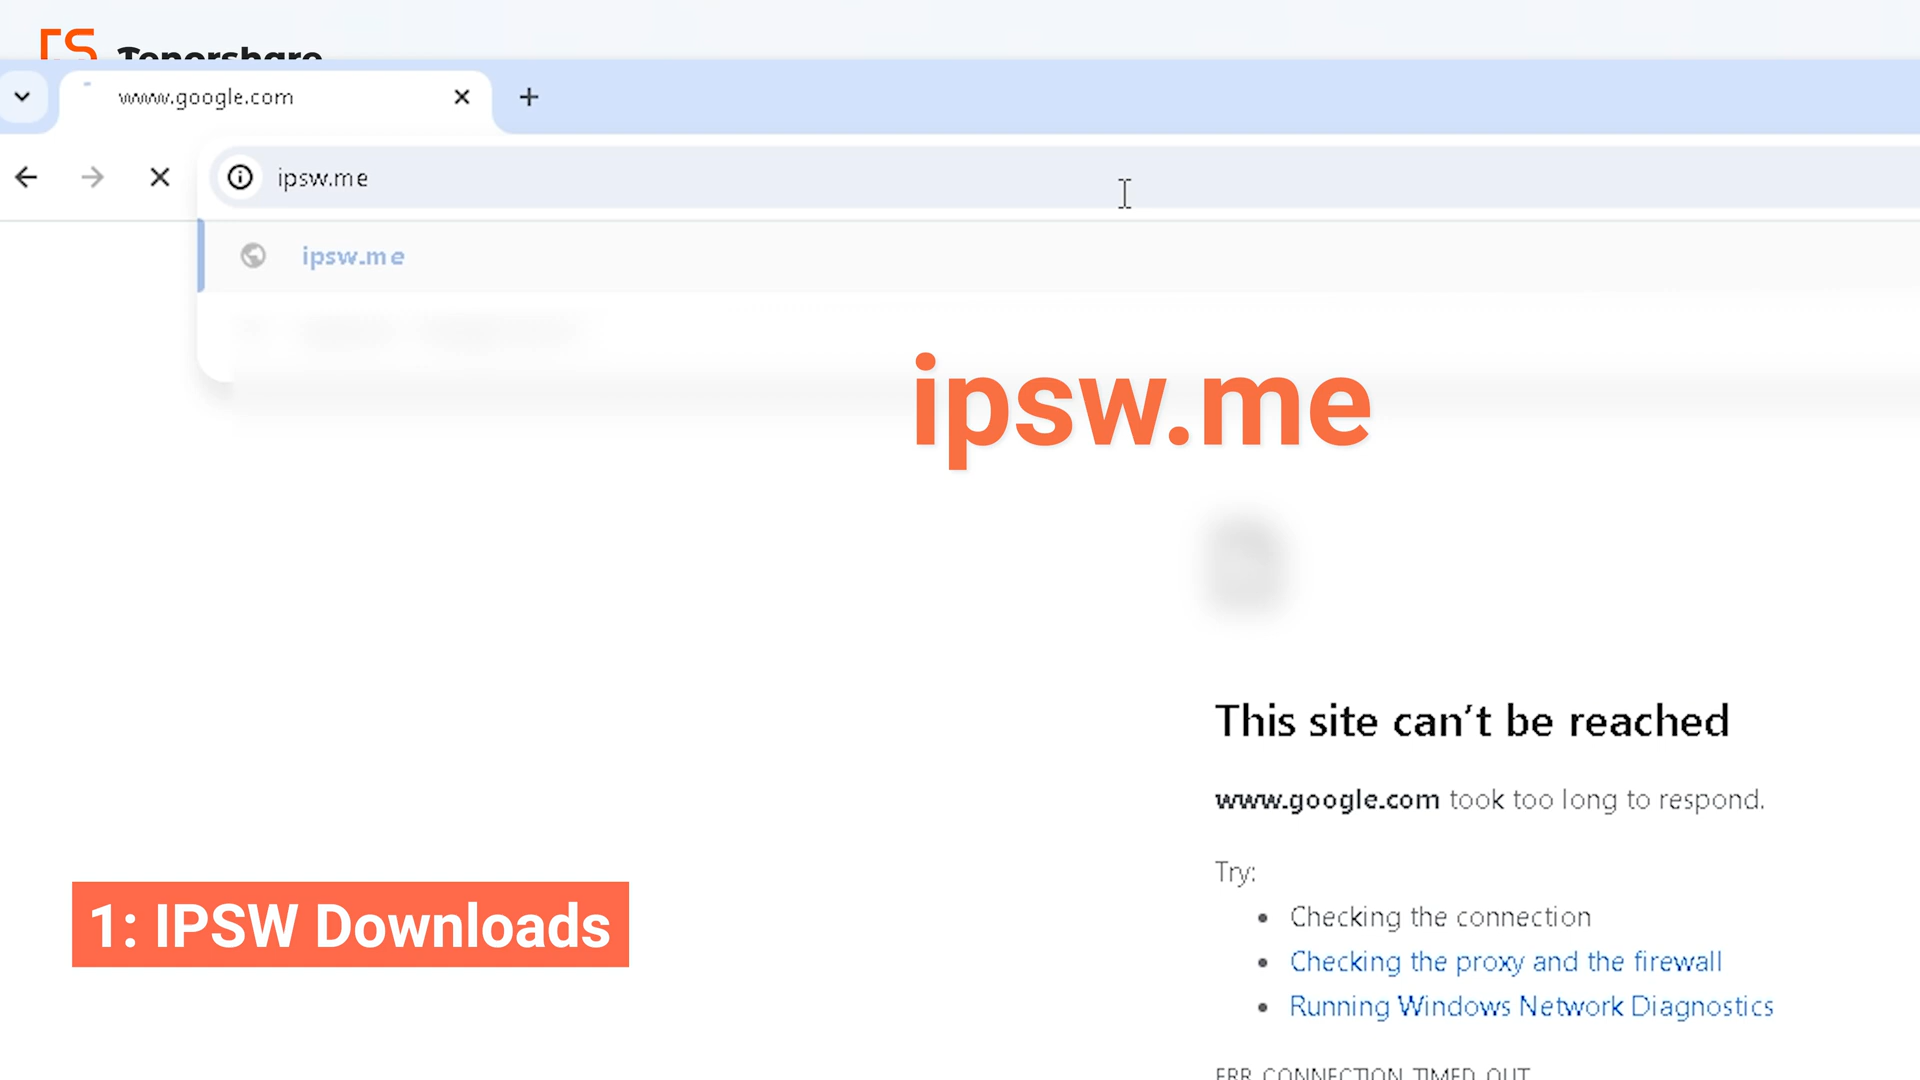 Tenorshare
www.google.com
ipsw.me
ipsw.me
ipsw.me
This site can't be reached
www.google.com took too long to respond.
Try:
Checking the connection
Checking the proxy and the firewall
Running Windows Network Diagnostics
ERR_CONNECTION_TIMED_OUT
1: IPSW Downloads